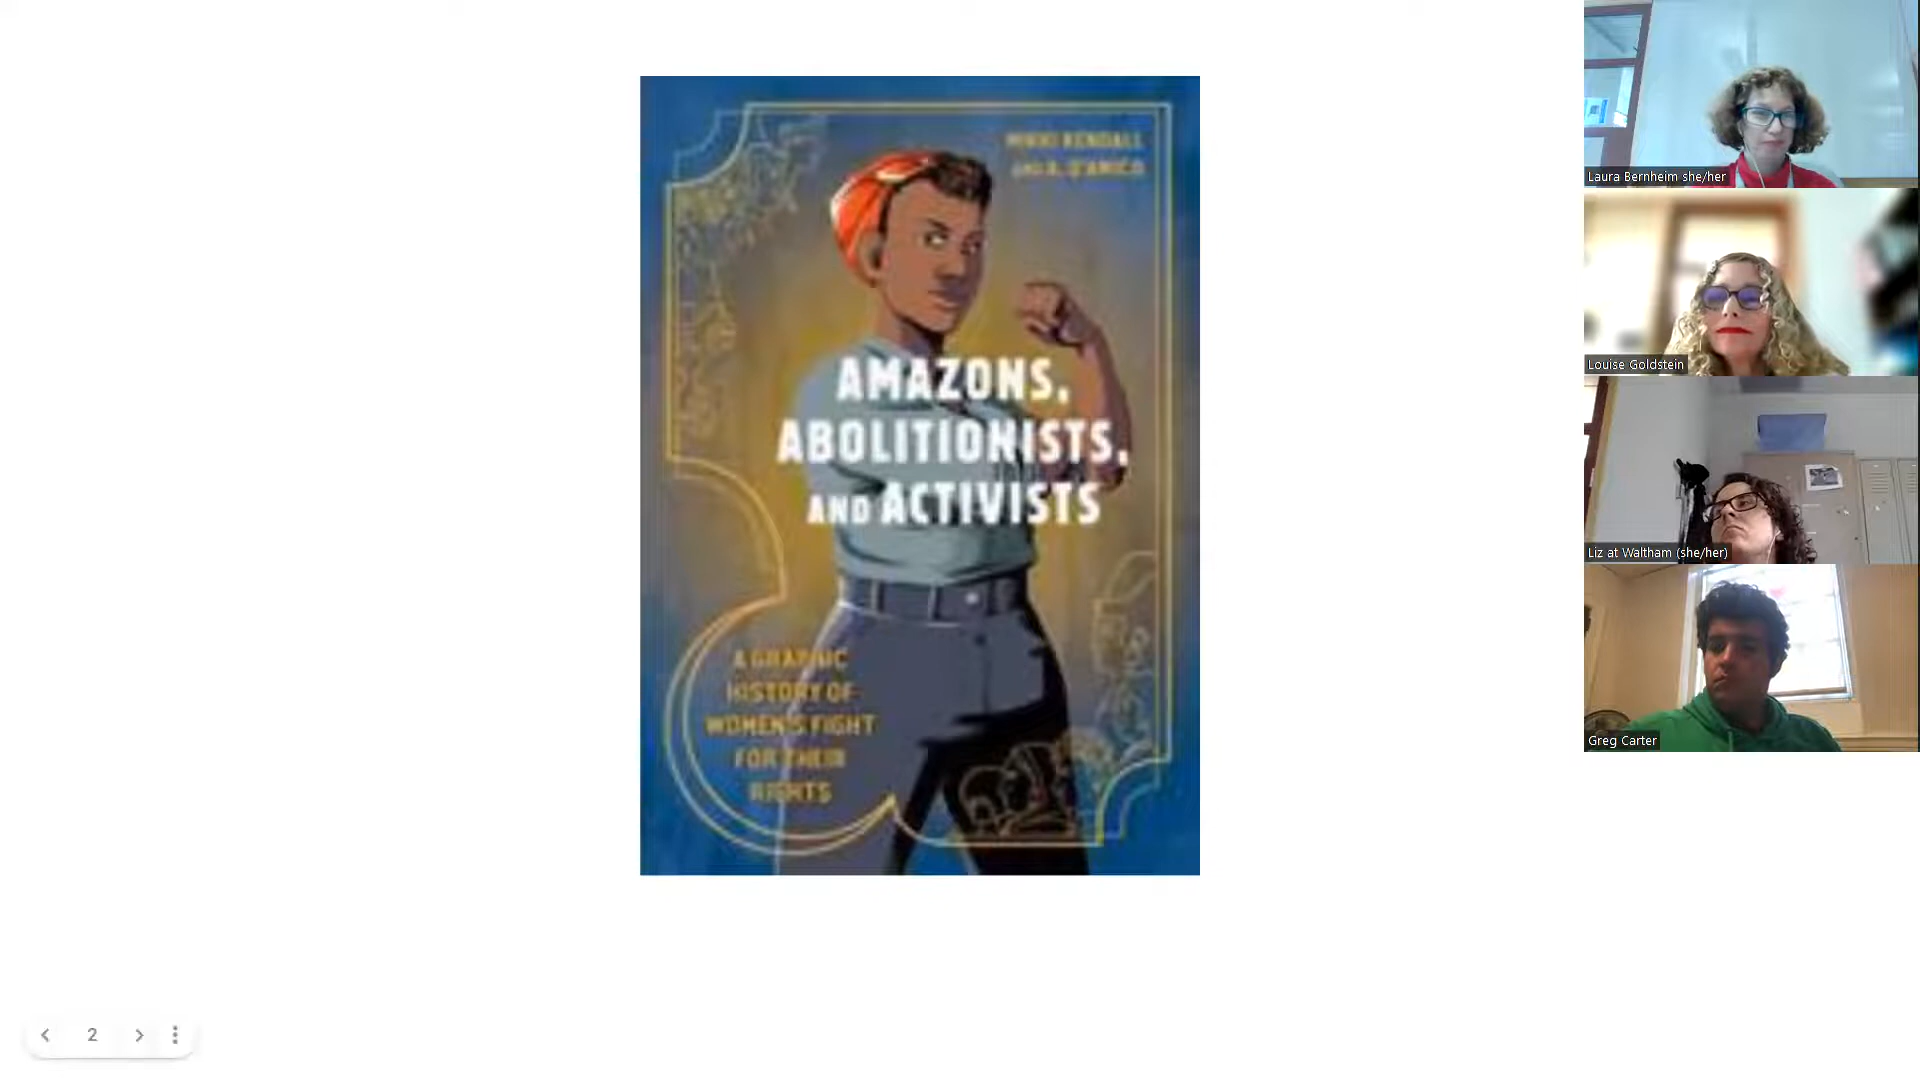 MIKKI KENDALL
AND A. D'AMICO
AMAZONS,
ABOLITIONISTS,
AND ACTIVISTS
A GRAPHIC
HISTORY OF
WOMEN'S FIGHT
FOR THEIR
RIGHTS
Laura Bernheim she/her
Louise Goldstein
Liz at Waltham (she/her)
Greg Carter
2